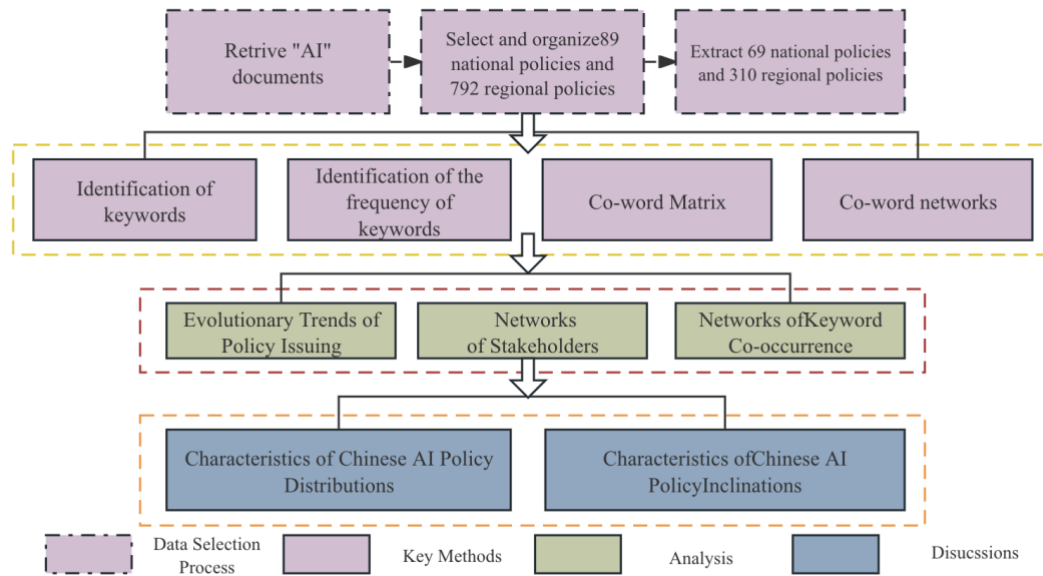 Retrive "AI"
documents
Select and organize89
national policies and
792 regional policies
Extract 69 national policies
and 310 regional policies
Identification of
keywords
Identification of the
frequency of
keywords
Co-word Matrix
Co-word networks
Evolutionary Trends of
Policy Issuing
Networks
of Stakeholders
Networks ofKeyword
Co-occurrence
Characteristics of Chinese AI Policy
Distributions
Characteristics ofChinese AI
PolicyInclinations
Data Selection
Process
Key Methods
Analysis
Disucssions